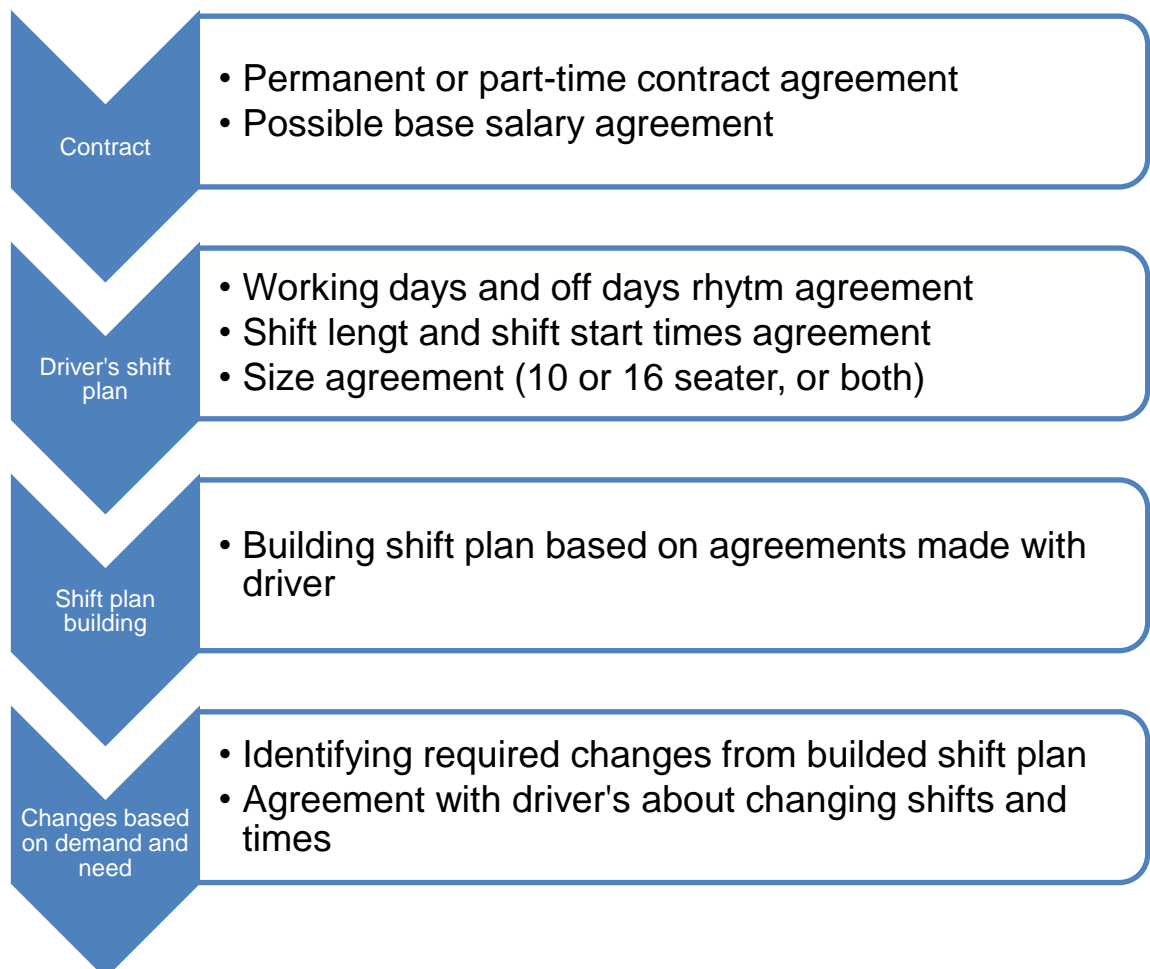 Contract
• Permanent or part-time contract agreement
• Possible base salary agreement
Driver's shift
plan
• Working days and off days rhytm agreement
• Shift lengt and shift start times agreement
• Size agreement (10 or 16 seater, or both)
Shift plan
building
• Building shift plan based on agreements made with
driver
Changes based
on demand and
need
• Identifying required changes from builded shift plan
• Agreement with driver's about changing shifts and
times